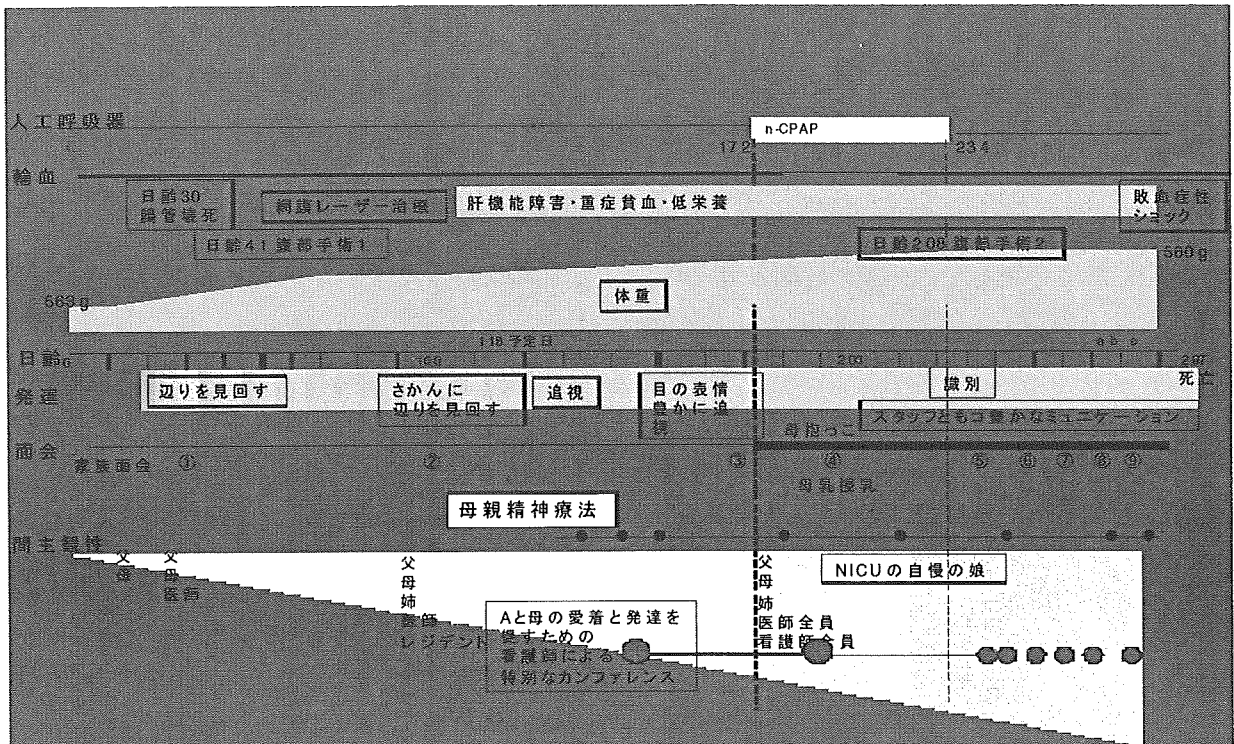 人工呼吸器
n-CPAP
172
234
輸血
日齢30
腸管壊死
網膜レーザー治療
肝機能障害・重症貧血・低栄養
敗血症性
ショック
日齢41腹部手術1
日齢208腹部手術2
563g
560g
体重
118予定日
日齢
100
200
a b c
発達
辺りを見回す
さかんに
辺りを見回す
追視
目の表情
豊かに追
識別
死亡
スタッフともコ豊かなミュニケーション
母抱っこ
面会
家族面会
①
②
③
④
⑤
⑥
⑦
⑧
⑨
母乳授乳
母親精神療法
間主観性
父
母
父
母
医師
父
母
姉
医師
レジデント
父
母
姉
医師全員
看護師全員
NICUの自慢の娘
Aと母の愛着と発達を
促すための
看護師による
特別なカンファレンス